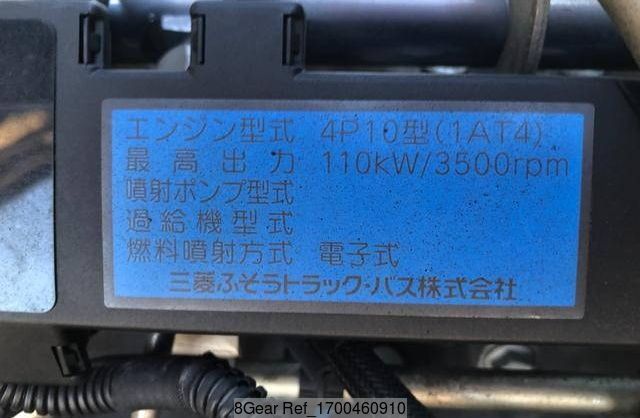 エンジン型式 4P10型(1AT4)
最高出力 110kW/3500rpm
噴射ポンプ型式
過給機型式
燃料噴射方式 電子式
三菱ふそうトラック・バス株式会社
8Gear Ref_1700460910